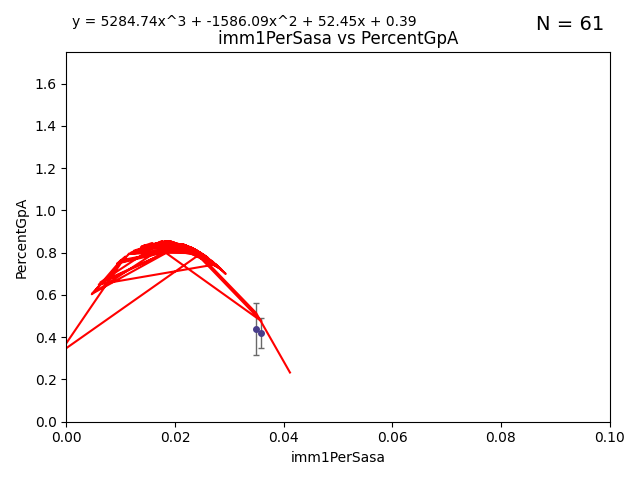 y = 5284.74x^3 + -1586.09x^2 + 52.45x + 0.39
N = 61
imm1PerSasa vs PercentGpA
1.6
1.4
1.2
1.0
0.8
0.6
0.4
0.2
0.0
PercentGpA
0.00 0.02 0.04 0.06 0.08 0.10
imm1PerSasa